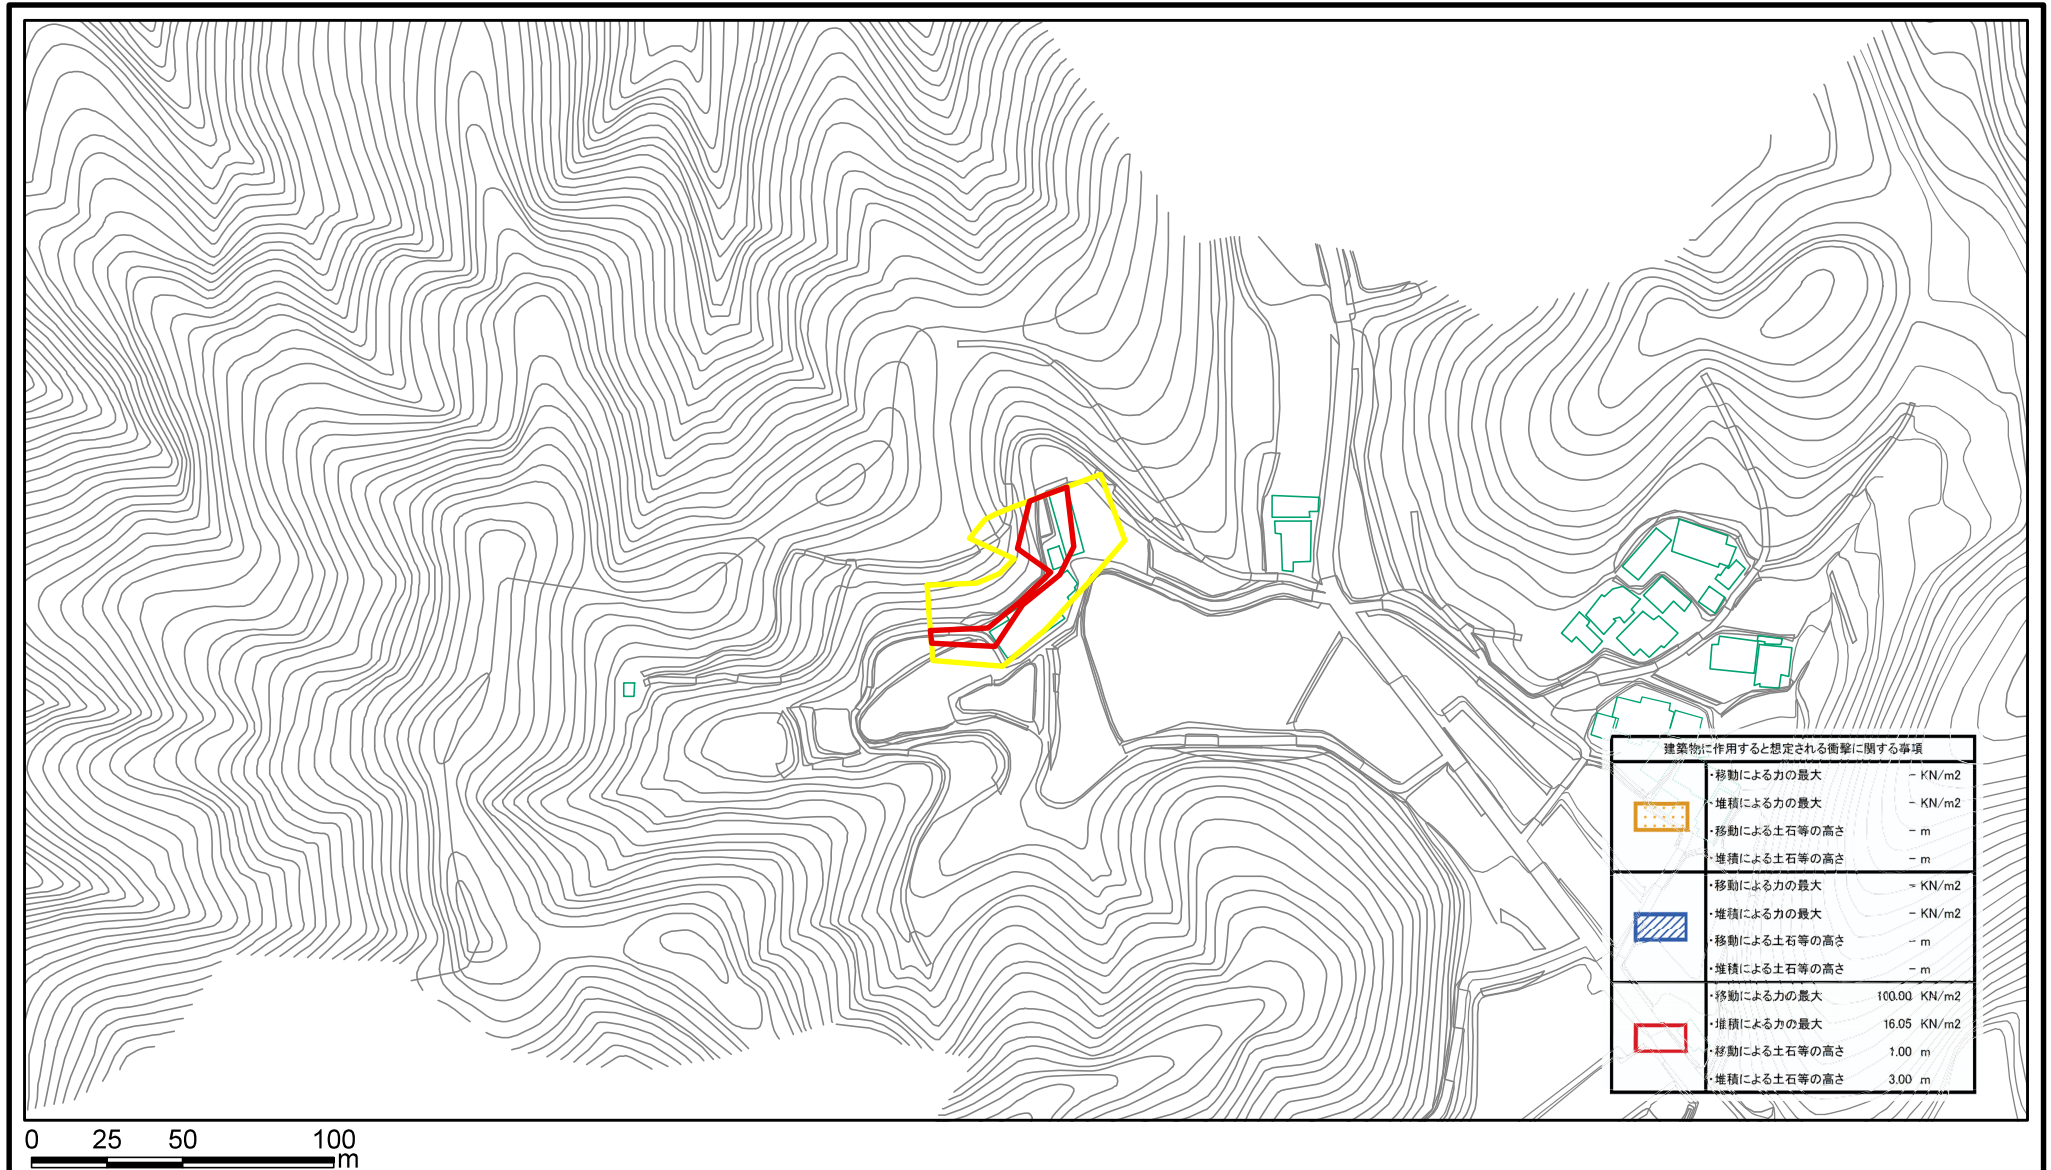 建築物に作用すると想定される衝撃に関する事項
・移動による力の最大 - KN/m2
・堆積による力の最大 - KN/m2
・移動による土石等の高さ - m
・堆積による土石等の高さ - m
・移動による力の最大 - KN/m2
・堆積による力の最大 - KN/m2
・移動による土石等の高さ - m
・堆積による土石等の高さ - m
・移動による力の最大 100.00 KN/m2
・堆積による力の最大 16.05 KN/m2
・移動による土石等の高さ 1.00 m
・堆積による土石等の高さ 3.00 m
0 25 50 100
m